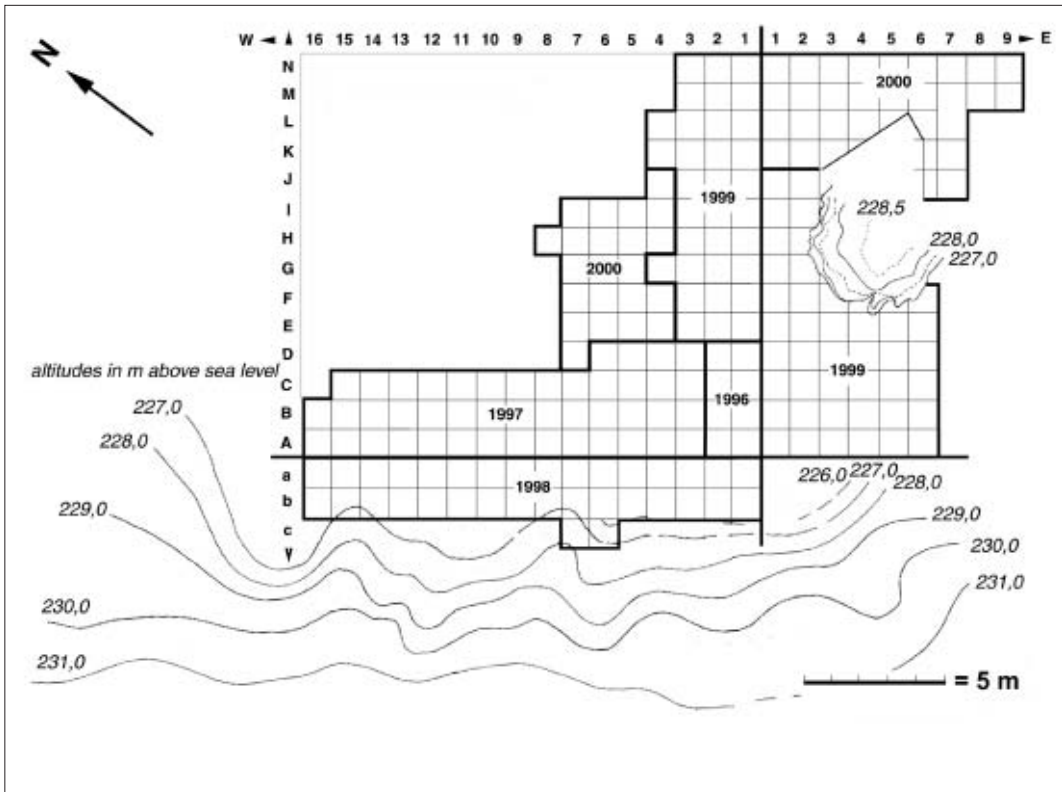 N
W 16 15 14 13 12 11 10 9 8 7 6 5 4 3 2 1 1 2 3 4 5 6 7 8 9 E
N
M
L
K
J
I
H
G
F
E
D
C
B
A
a
b
c
2000
1999
228,5
228,0
227,0
2000
1999
altitudes in m above sea level
1997
1996
227,0
228,0
229,0
1998
226,0
227,0
228,0
229,0
230,0
231,0
230,0
231,0
= 5 m